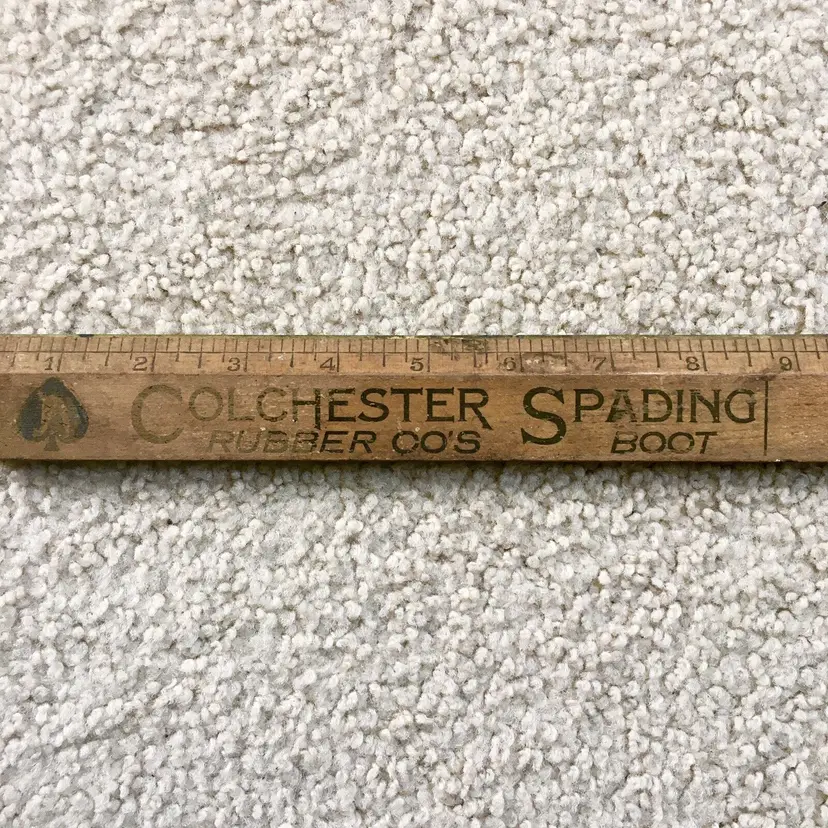 1 2 3 4 5 6 7 8 9
COLCHESTER SPADING
RUBBER CO'S BOOT